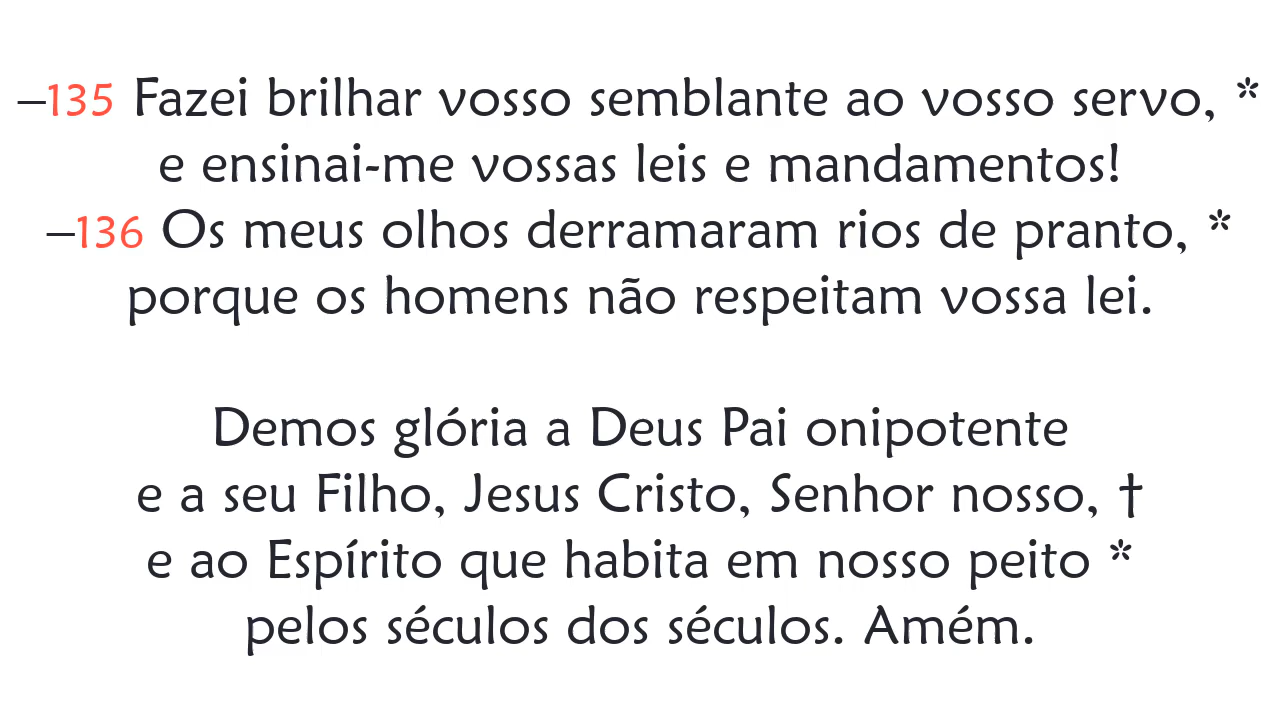 –135 Fazei brilhar vosso semblante ao vosso servo, *
e ensinai-me vossas leis e mandamentos!
–136 Os meus olhos derramaram rios de pranto, *
porque os homens não respeitam vossa lei.
Demos glória a Deus Pai onipotente
e a seu Filho, Jesus Cristo, Senhor nosso, †
e ao Espírito que habita em nosso peito *
pelos séculos dos séculos. Amém.